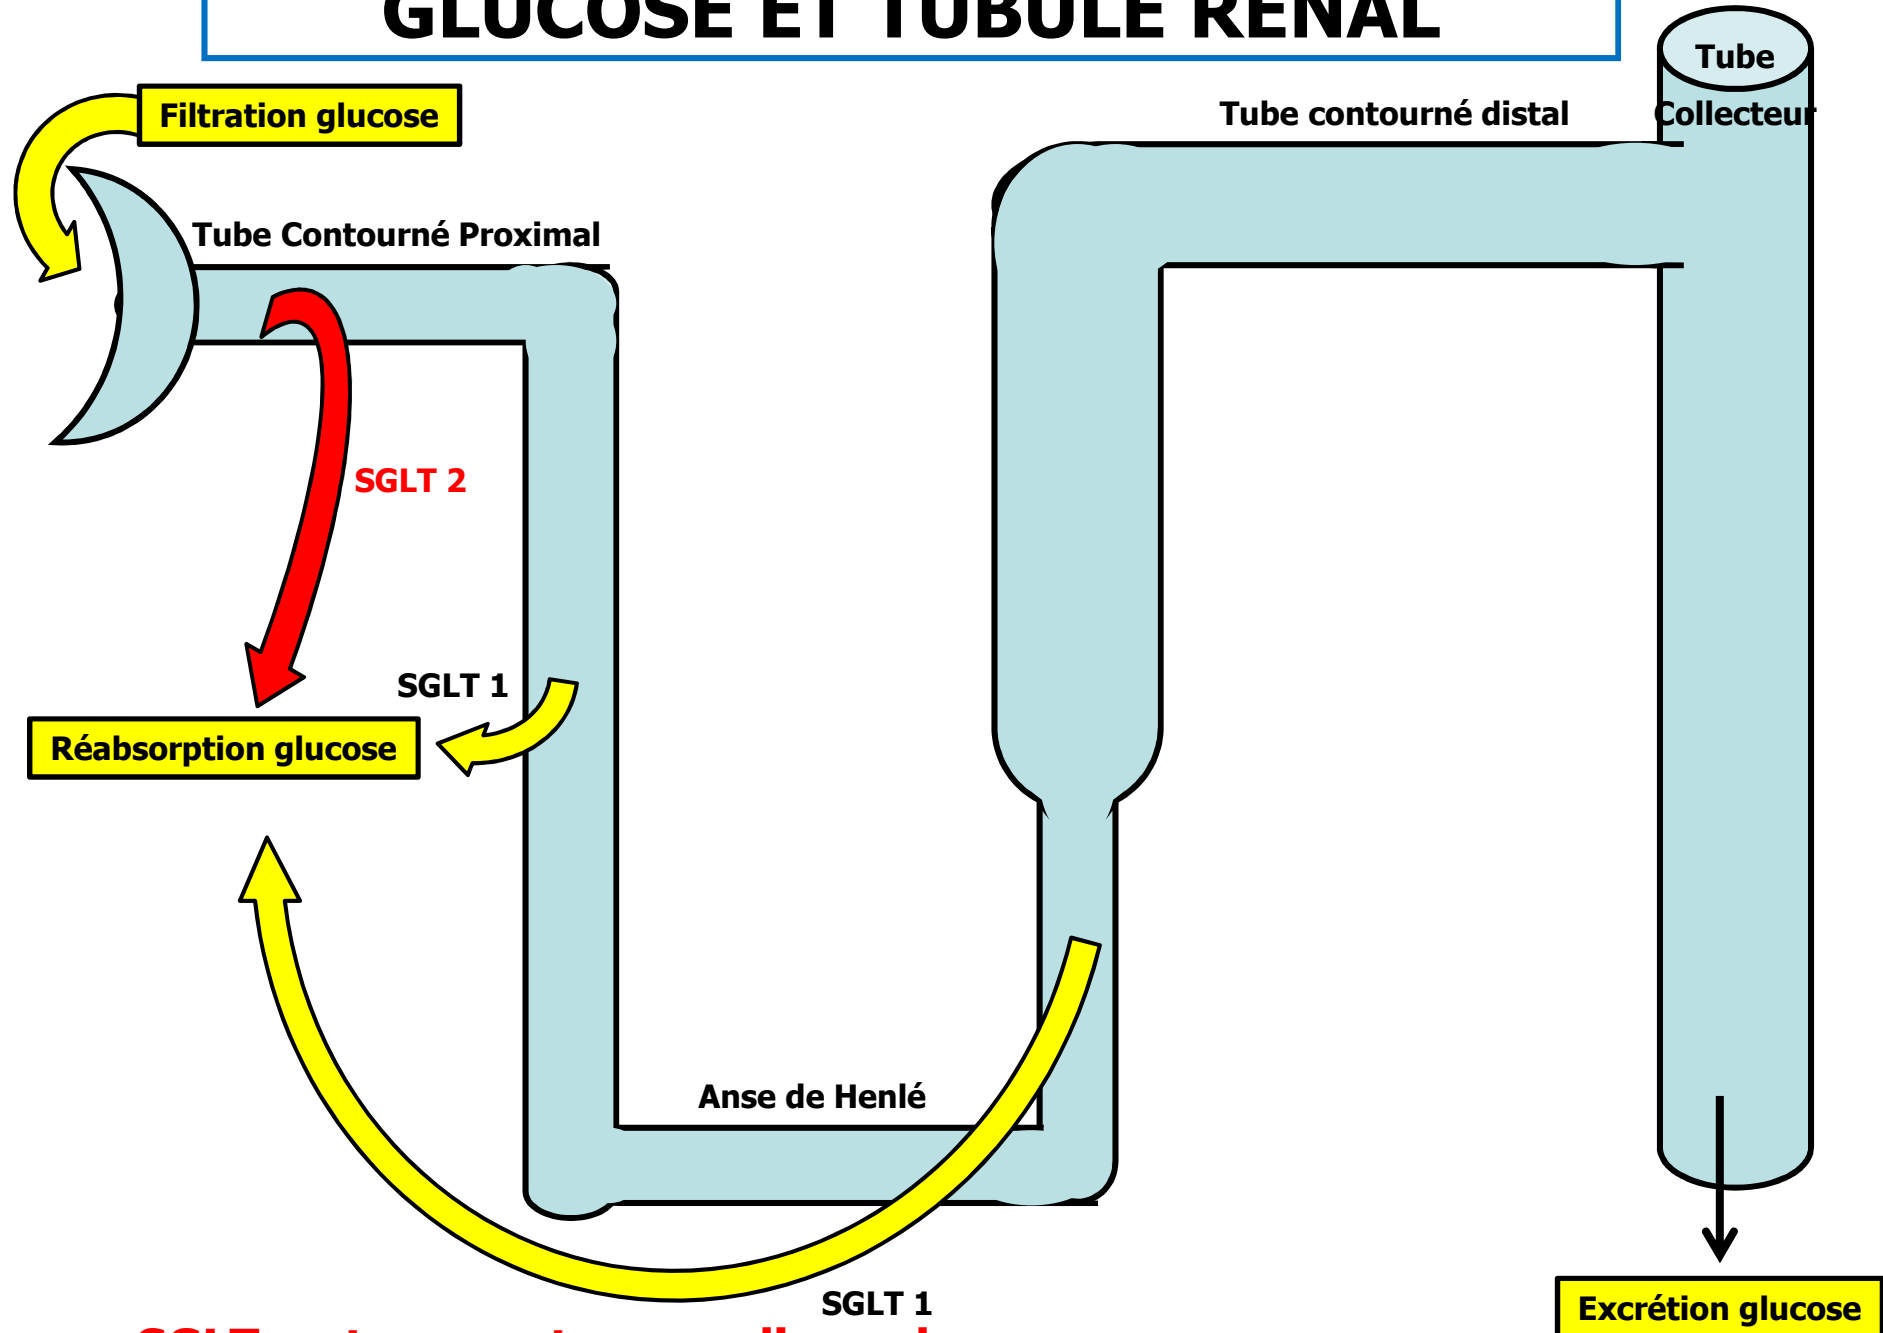 GLUCOSE ET TUBULE RENAL
Tube
Collecteur
Filtration glucose
Tube contourné distal
Tube Contourné Proximal
SGLT 2
SGLT 1
Réabsorption glucose
Anse de Henlé
SGLT 1
Excrétion glucose
SGLT